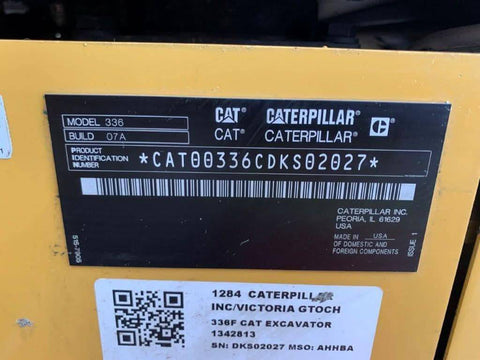 MODEL 336
BUILD 07A
CAT CATERPILLAR
CAT® CATERPILLAR® C
PRODUCT IDENTIFICATION NUMBER
*CAT00336CDKS02027*
CATERPILLAR INC.
PEORIA, IL 61629
USA
MADE IN USA
OF DOMESTIC AND
FOREIGN COMPONENTS
ISSUE 1
515-7905
1284 CATERPILLAR
INC/VICTORIA GTOCH
336F CAT EXCAVATOR
1342813
SN: DKS02027 MSO: AHHBA